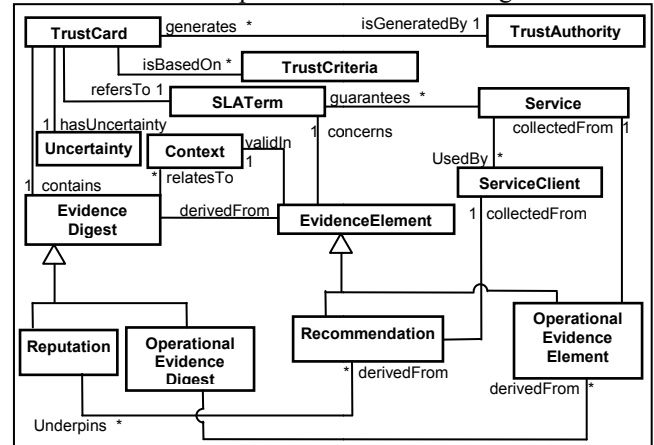 TrustCard
generates *
isGeneratedBy 1
TrustAuthority
isBasedOn *
TrustCriteria
refersTo 1
SLATerm
guarantees *
Service
1 hasUncertainty
Uncertainty
Context
validIn
1
1 concerns
collectedFrom 1
UsedBy *
ServiceClient
* relatesTo
1 contains
Evidence
Digest
derivedFrom
EvidenceElement
1 collectedFrom
Reputation
Operational
Evidence
Digest
Recommendation
Operational
Evidence
Element
* derivedFrom
derivedFrom *
Underpins *